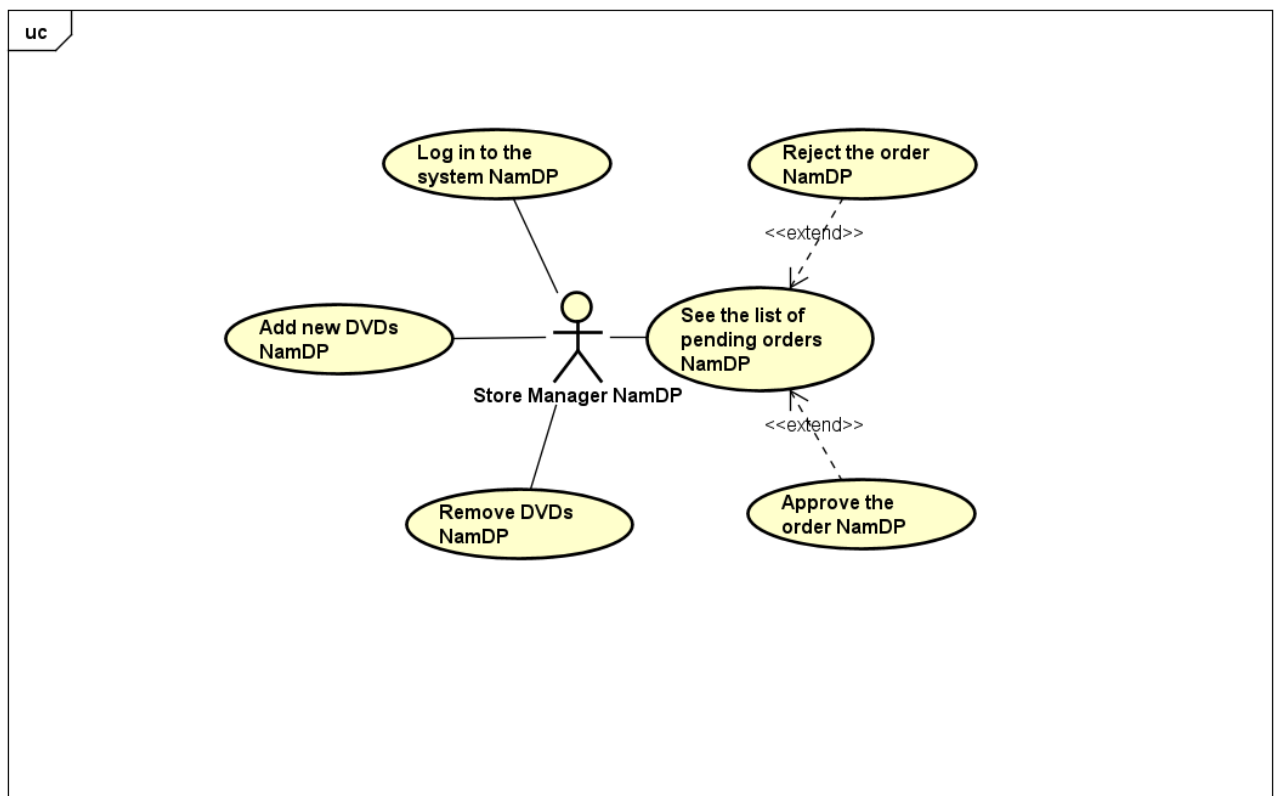 uc
Log in to the
system NamDP
Reject the order
NamDP
<<extend>>
Add new DVDs
NamDP
See the list of
pending orders
NamDP
Store Manager NamDP
<<extend>>
Remove DVDs
NamDP
Approve the
order NamDP